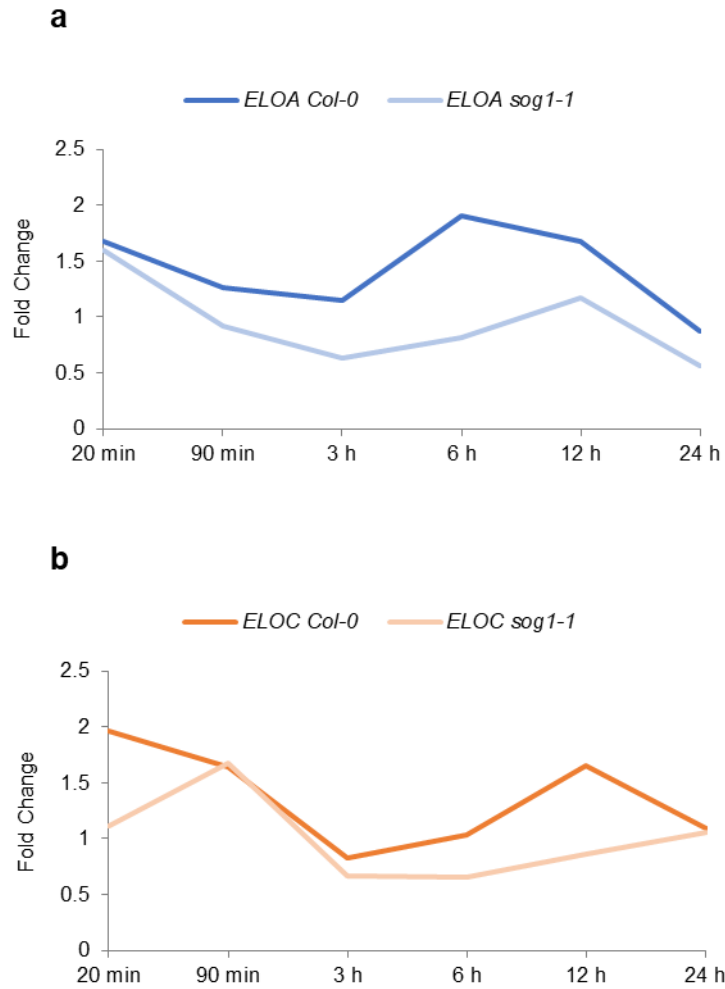 a
ELOA Col-0 ELOA sog1-1
2.5
2
1.5
1
0.5
0
Fold Change
20 min 90 min 3 h 6 h 12 h 24 h
b
ELOC Col-0 ELOC sog1-1
2.5
2
1.5
1
0.5
0
Fold Change
20 min 90 min 3 h 6 h 12 h 24 h